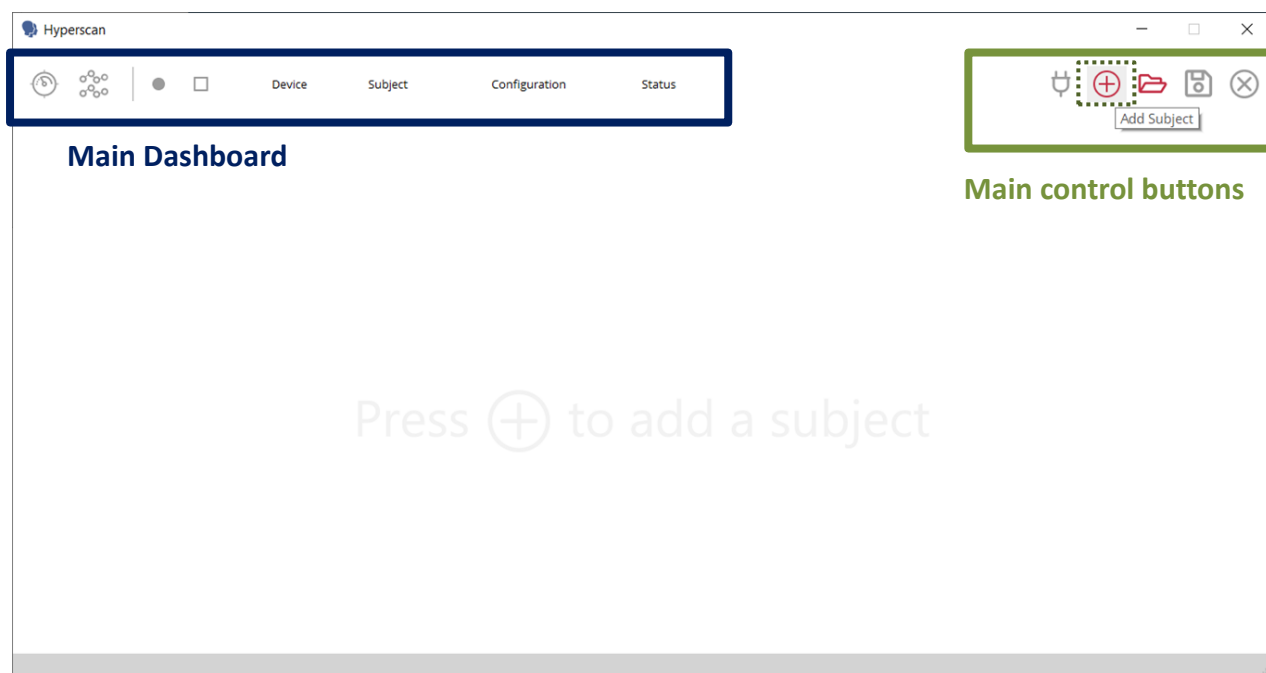 Hyperscan
Device Subject Configuration Status
Add Subject
Main Dashboard
Main control buttons
Press to add a subject